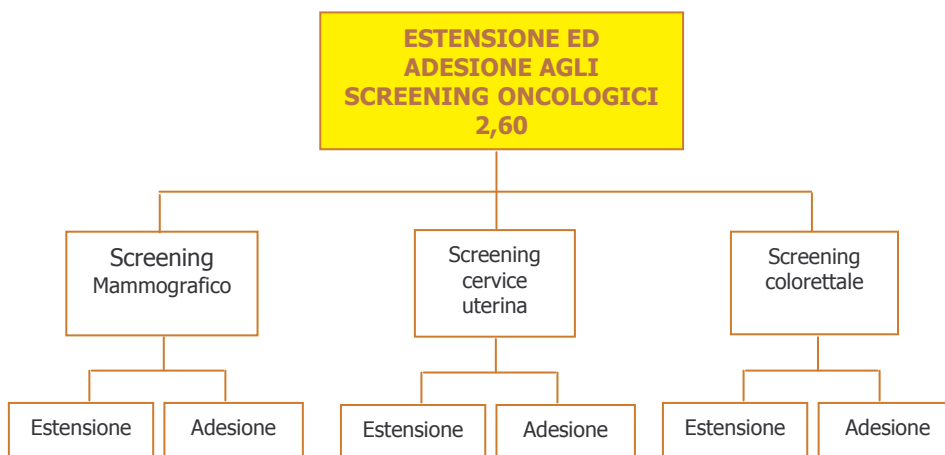 ESTENSIONE ED
ADESIONE AGLI
SCREENING ONCOLOGICI
2,60
Screening
Mammografico
Screening
cervice
uterina
Screening
colorettale
Estensione
Adesione
Estensione
Adesione
Estensione
Adesione